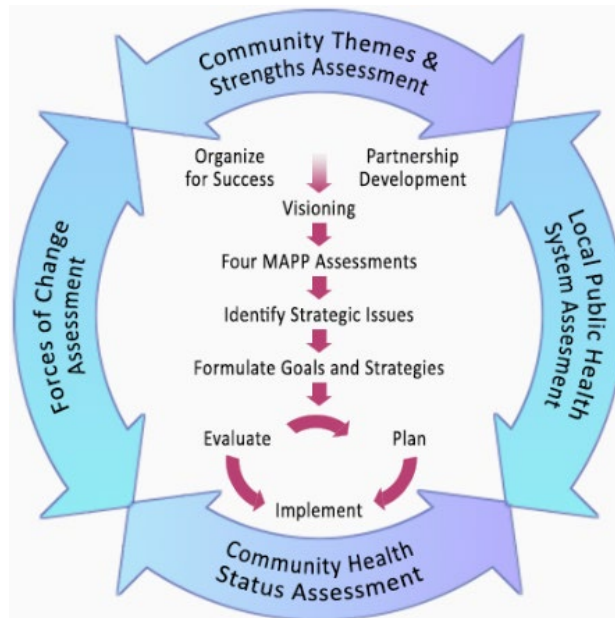 Community Themes &
Strengths Assessment
Organize
for Success
Partnership
Development
Visioning
Four MAPP Assessments
Identify Strategic Issues
Formulate Goals and Strategies
Evaluate
Plan
Implement
Forces of Change
Assessment
Local Public Health
System Assesment
Community Health
Status Assessment